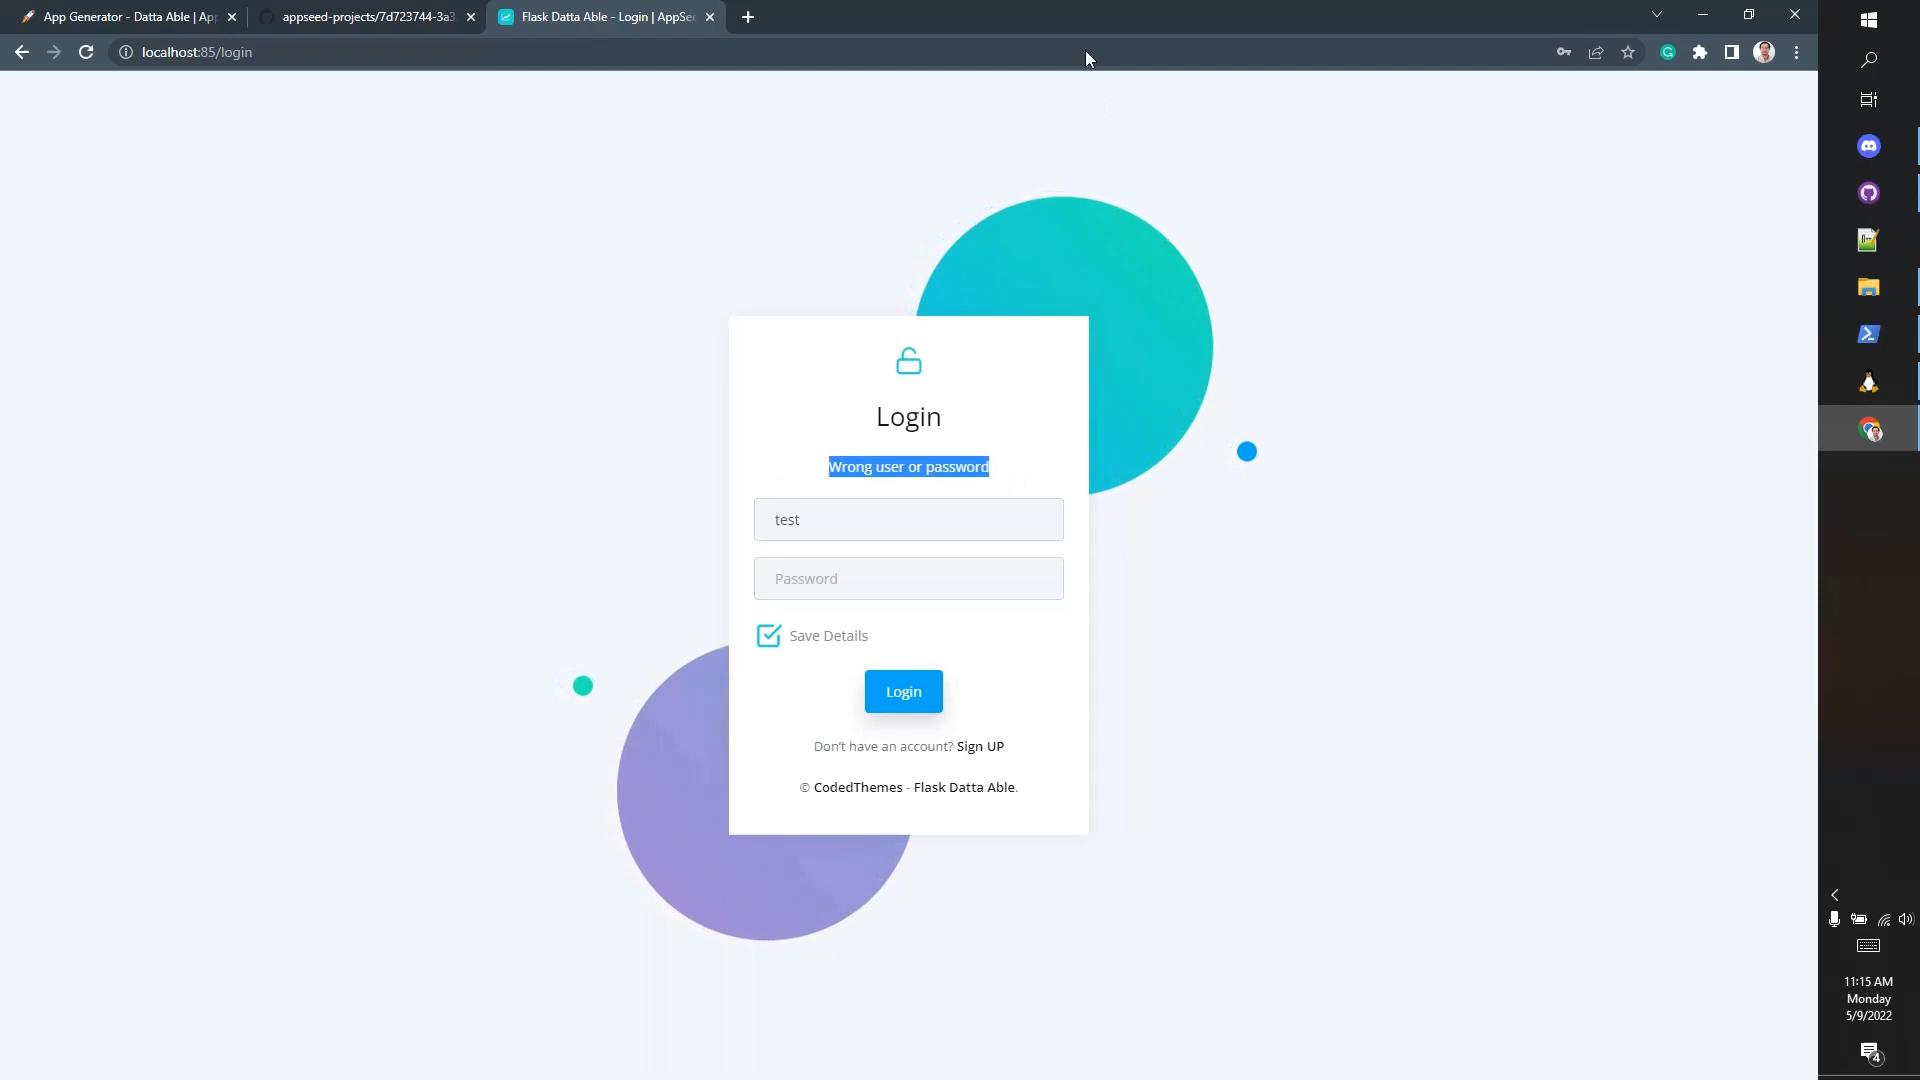 App Generator - Datta Able | App
appseed-projects/7d723744-3a3
Flask Datta Able - Login | AppSee
localhost:85/login
Login
Wrong user or password
test
Password
Save Details
Login
Don't have an account? Sign UP
© CodedThemes - Flask Datta Able.
11:15 AM
Monday
5/9/2022
4